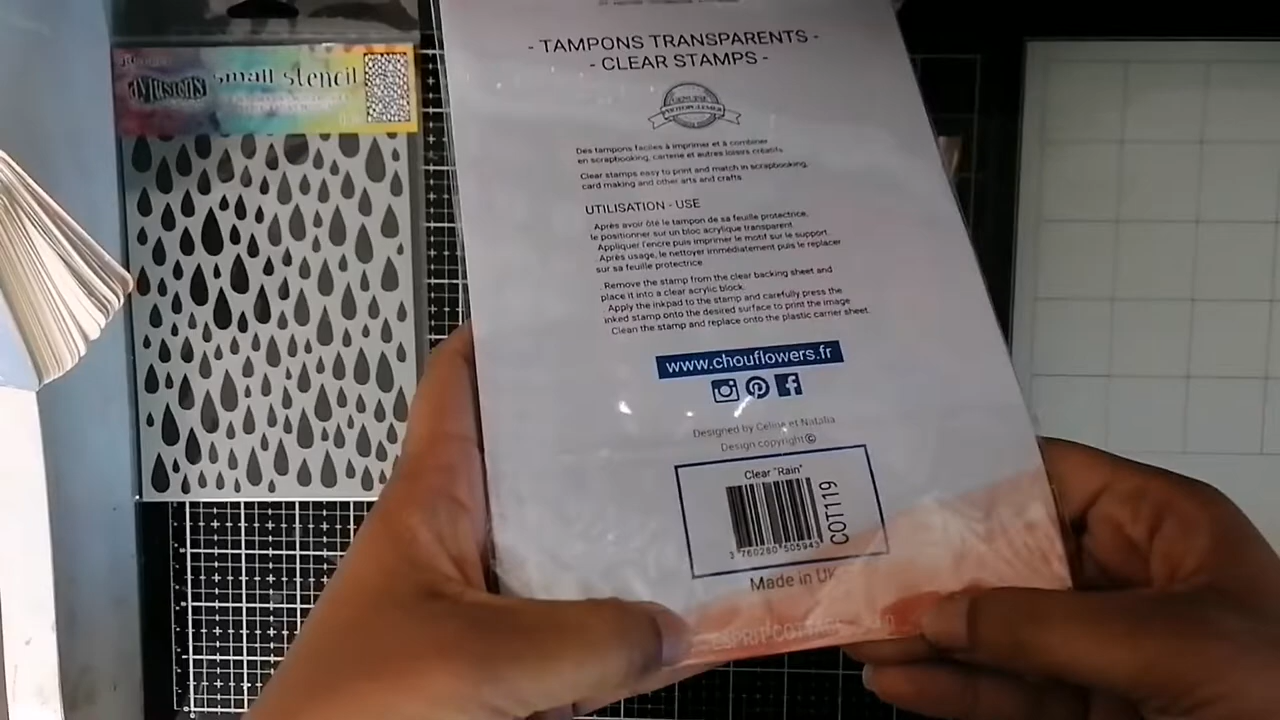 small stencil
- TAMPONS TRANSPARENTS -
- CLEAR STAMPS -
Des tampons faciles à imprimer et à combiner
en scrapbooking, carterie et autres loisirs créatifs.
Clear stamps easy to print and match in scrapbooking,
card making and other arts and crafts.
UTILISATION - USE
Après avoir ôté le tampon de sa feuille protectrice,
le positionner sur un bloc acrylique transparent.
Appliquer l'encre puis imprimer le motif sur le support.
Après usage, le nettoyer immédiatement puis le replacer
sur sa feuille protectrice.
Remove the stamp from the clear backing sheet and
place it into a clear acrylic block.
Apply the inkpad to the stamp and carefully press the
inked stamp onto the desired surface to print the image
Clean the stamp and replace onto the plastic carrier sheet.
www.chouflowers.fr
Designed by Celine et Natalia
Design copyright©
Clear "Rain"
COT119
3 760280 505943
Made in UK
ESPRIT COTTAGE